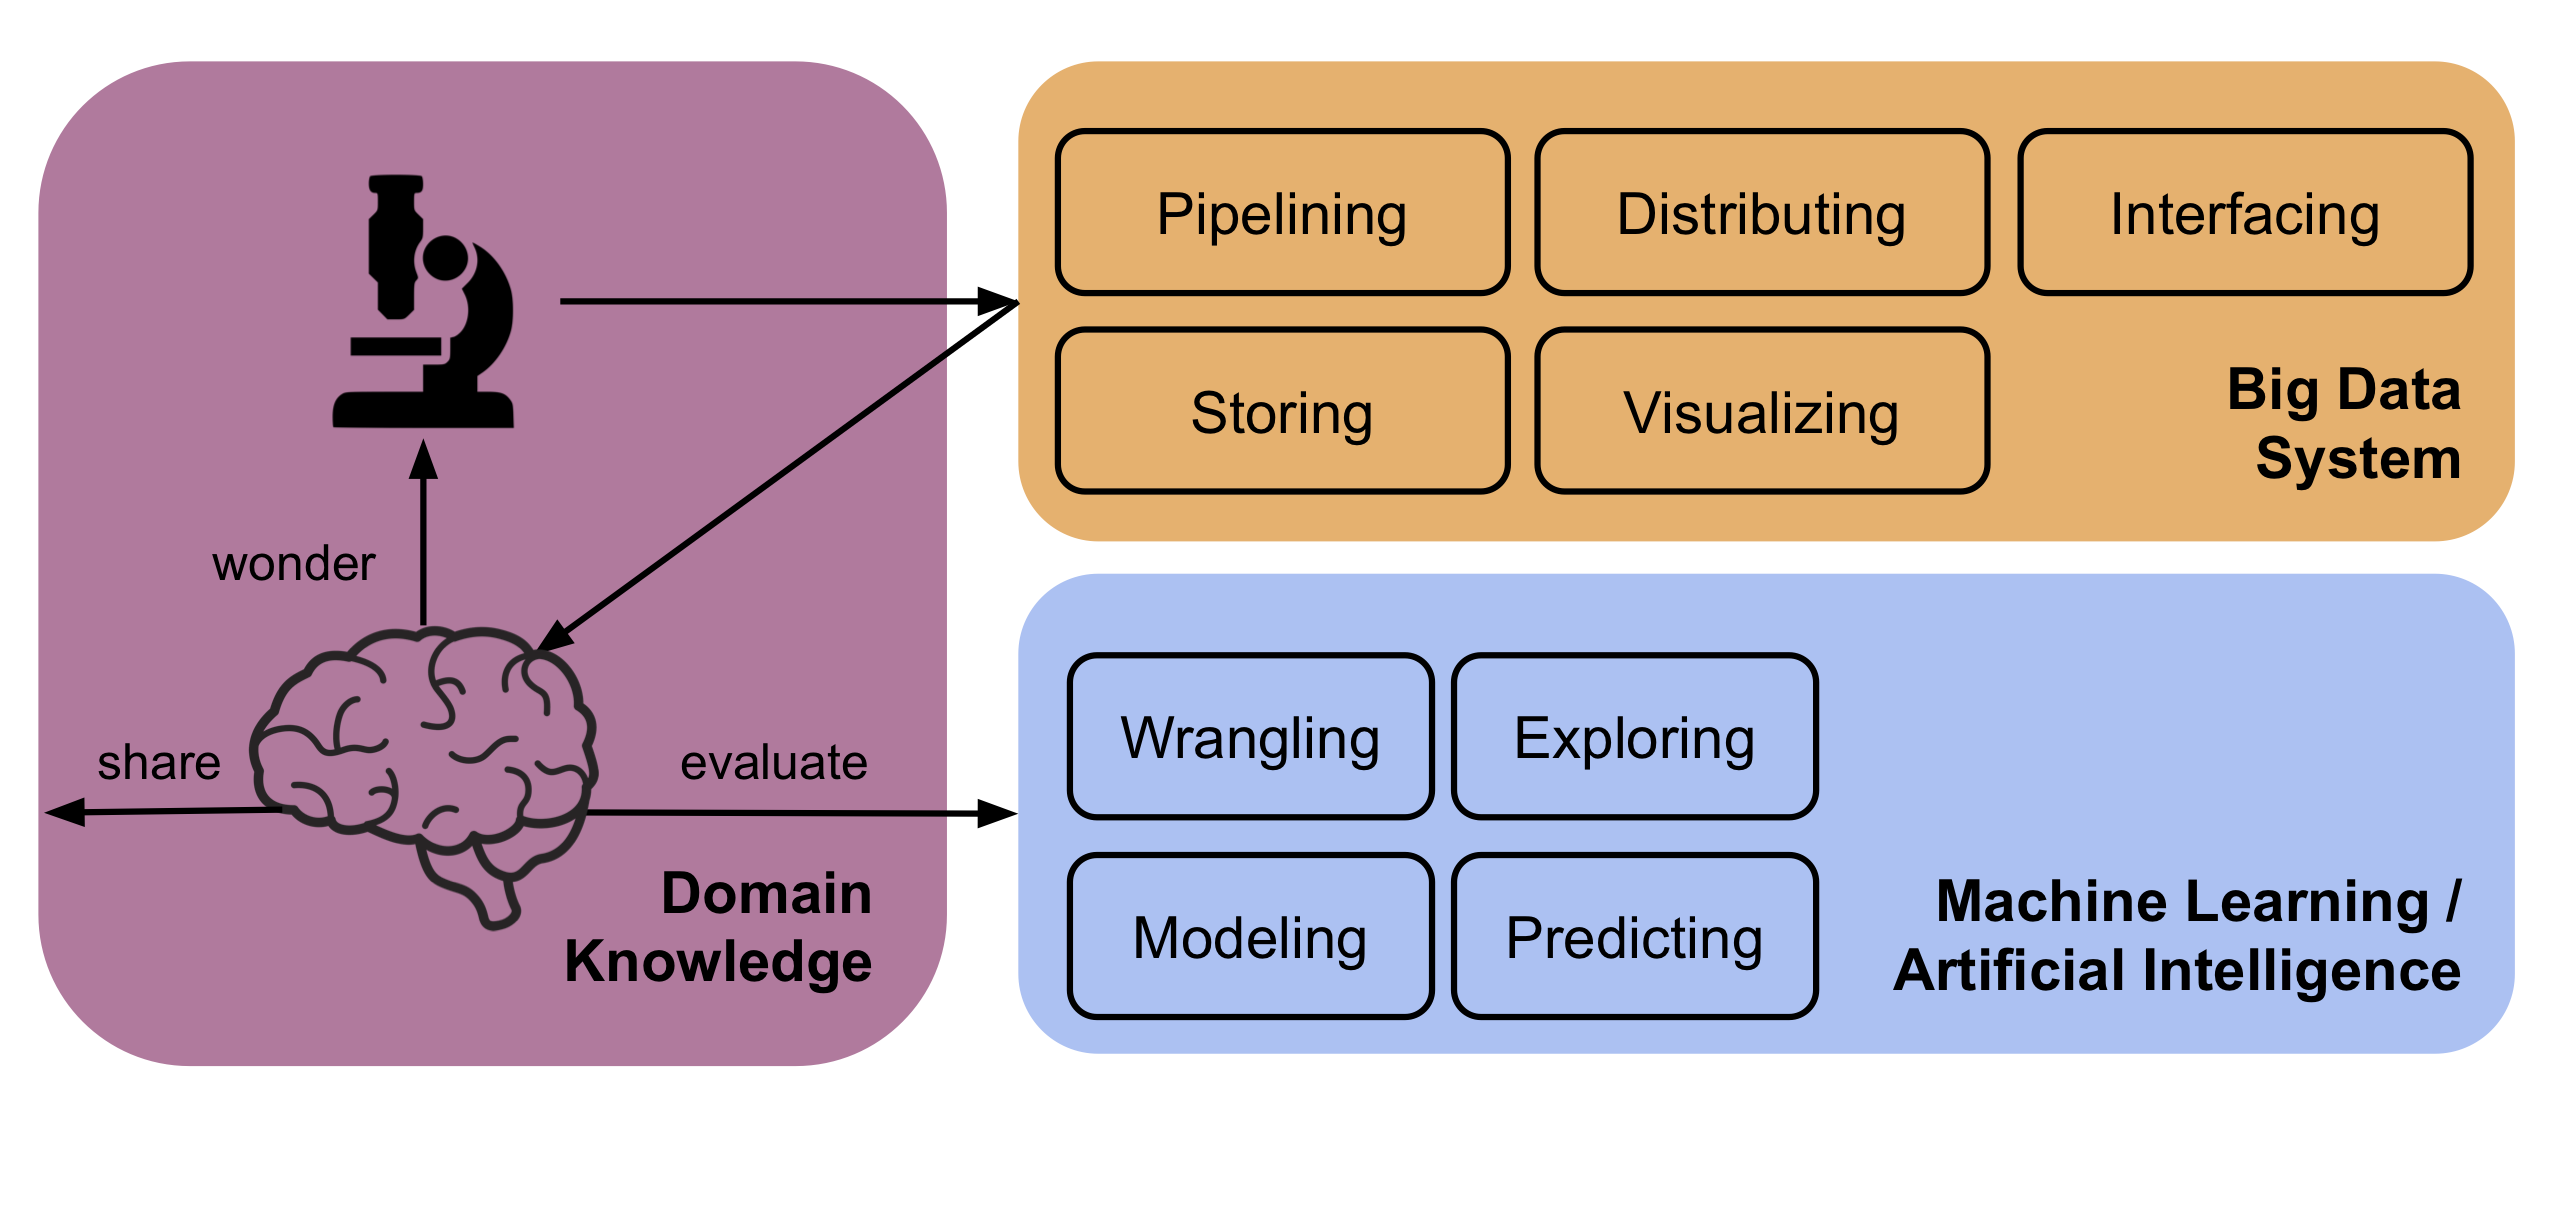 wonder
share
evaluate
Domain
Knowledge
Pipelining
Distributing
Interfacing
Storing
Visualizing
Big Data
System
Wrangling
Exploring
Modeling
Predicting
Machine Learning /
Artificial Intelligence